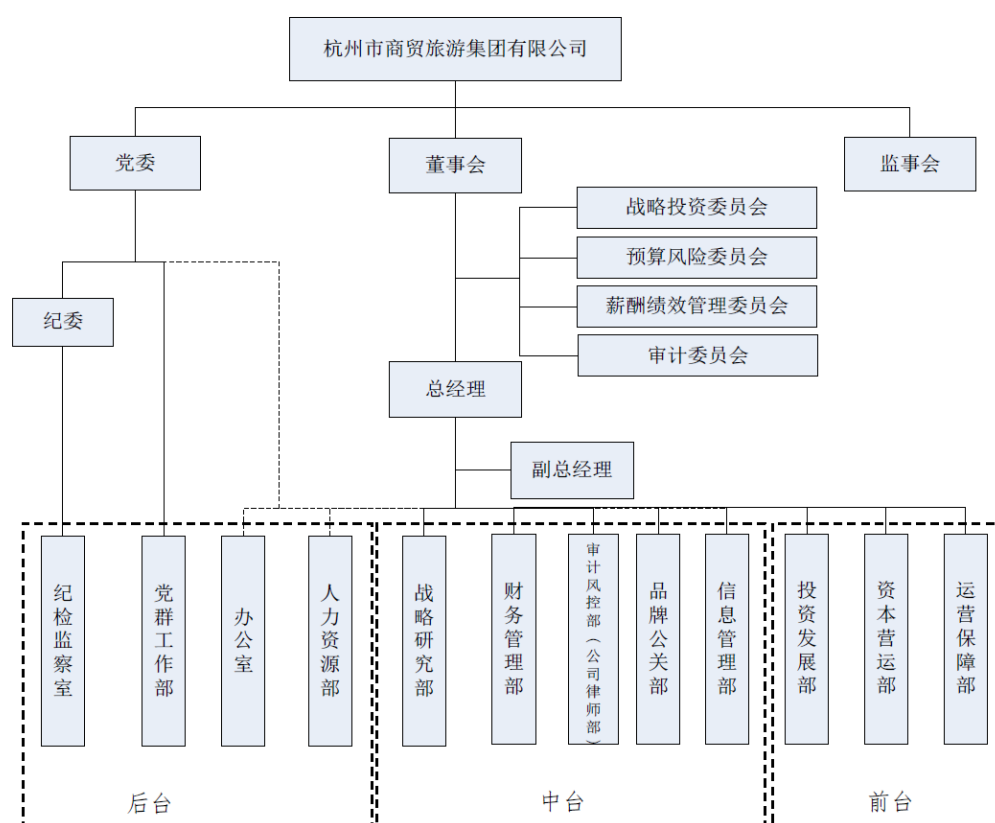 杭州市商贸旅游集团有限公司
党委
董事会
监事会
战略投资委员会
预算风险委员会
薪酬绩效管理委员会
审计委员会
纪委
总经理
副总经理
纪检监察室
党群工作部
办公室
人力资源部
战略研究部
财务管理部
审计风控部（公司律师部）
品牌公关部
信息管理部
投资发展部
资本营运部
运营保障部
后台
中台
前台